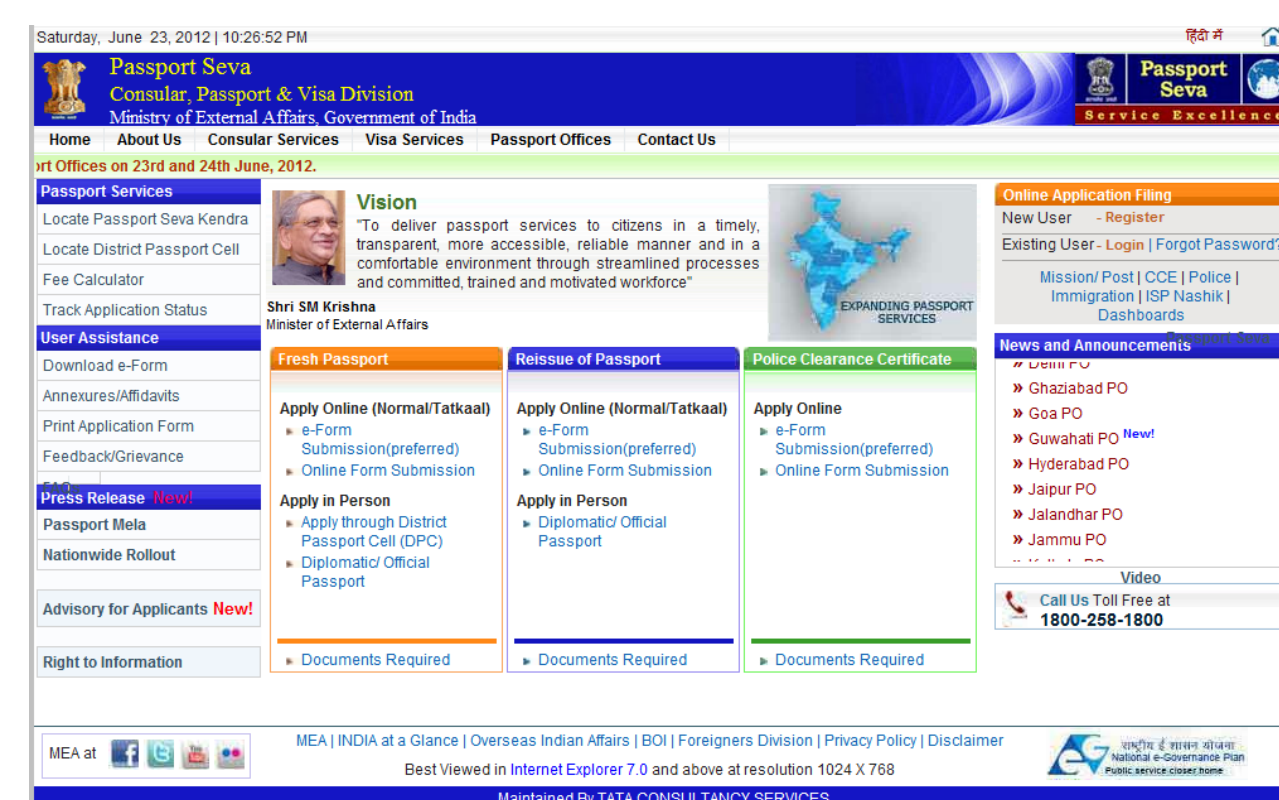 Saturday, June 23, 2012 | 10:26:52 PM
हिंदी में
Passport Seva
Consular, Passport & Visa Division
Ministry of External Affairs, Government of India
Passport
Seva
Service Excellence
Home About Us Consular Services Visa Services Passport Offices Contact Us
rt Offices on 23rd and 24th June, 2012.
Passport Services
Locate Passport Seva Kendra
Locate District Passport Cell
Fee Calculator
Track Application Status
User Assistance
Download e-Form
Annexures/Affidavits
Print Application Form
Feedback/Grievance
Press Release New!
Passport Mela
Nationwide Rollout
Advisory for Applicants New!
Right to Information
Vision
"To deliver passport services to citizens in a timely,
transparent, more accessible, reliable manner and in a
comfortable environment through streamlined processes
and committed, trained and motivated workforce"
Shri SM Krishna
Minister of External Affairs
EXPANDING PASSPORT
SERVICES
Fresh Passport
Apply Online (Normal/Tatkaal)
e-Form
Submission(preferred)
Online Form Submission
Apply in Person
Apply through District
Passport Cell (DPC)
Diplomatic/ Official
Passport
Documents Required
Reissue of Passport
Apply Online (Normal/Tatkaal)
e-Form
Submission(preferred)
Online Form Submission
Apply in Person
Diplomatic/ Official
Passport
Documents Required
Police Clearance Certificate
Apply Online
e-Form
Submission(preferred)
Online Form Submission
Documents Required
Online Application Filing
New User - Register
Existing User - Login | Forgot Password?
Mission/ Post | CCE | Police |
Immigration | ISP Nashik |
Dashboards
Passport Seva
News and Announcements
» Delhi PO
» Ghaziabad PO
» Goa PO
» Guwahati PO New!
» Hyderabad PO
» Jaipur PO
» Jalandhar PO
» Jammu PO
Video
Call Us Toll Free at
1800-258-1800
MEA at
MEA | INDIA at a Glance | Overseas Indian Affairs | BOI | Foreigners Division | Privacy Policy | Disclaimer
Best Viewed in Internet Explorer 7.0 and above at resolution 1024 X 768
राष्ट्रीय ई शासन योजना
National e-Governance Plan
Public service closer home
Maintained By TATA CONSULTANCY SERVICES